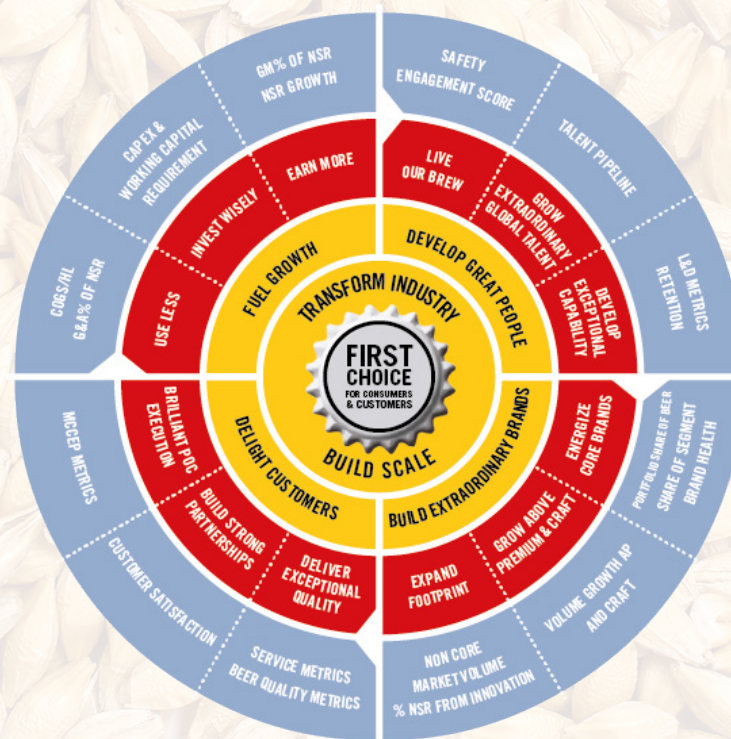 FIRST
CHOICE
FOR CONSUMERS
& CUSTOMERS
TRANSFORM INDUSTRY
BUILD SCALE
FUEL GROWTH
DEVELOP GREAT PEOPLE
BUILD EXTRAORDINARY BRANDS
DELIGHT CUSTOMERS
LIVE
OUR BREW
GROW
EXTRAORDINARY
GLOBAL TALENT
DEVELOP
EXCEPTIONAL
CAPABILITY
ENERGIZE
CORE BRANDS
GROW ABOVE
PREMIUM & CRAFT
EXPAND
FOOTPRINT
DELIVER
EXCEPTIONAL
QUALITY
BUILD STRONG
PARTNERSHIPS
BRILLIANT POC
EXECUTION
USE LESS
INVEST WISELY
EARN MORE
SAFETY
ENGAGEMENT SCORE
TALENT PIPELINE
L&D METRICS
RETENTION
PORTFOLIO SHARE OF BEER
SHARE OF SEGMENT
BRAND HEALTH
VOLUME GROWTH AP
AND CRAFT
NON CORE
MARKET VOLUME
% NSR FROM INNOVATION
SERVICE METRICS
BEER QUALITY METRICS
CUSTOMER SATISFACTION
MCCEP METRICS
COGS/HL
G&A% OF NSR
CAPEX &
WORKING CAPITAL
REQUIREMENT
GM% OF NSR
NSR GROWTH